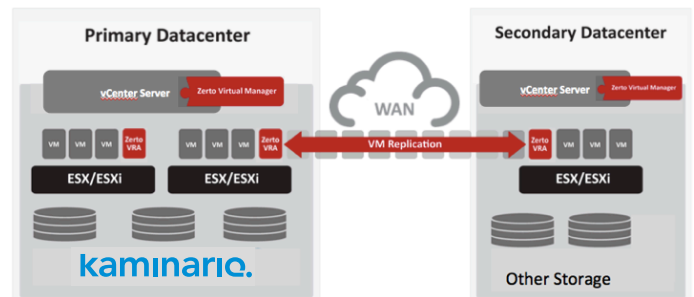 Primary Datacenter
vCenter Server
Zerto Virtual Manager
VM
VM
VM
Zerto
VRA
VM
VM
VM
Zerto
VRA
ESX/ESXi
ESX/ESXi
kaminario.
WAN
VM Replication
Secondary Datacenter
vCenter Server
Zerto Virtual Manager
Zerto
VRA
VM
VM
VM
ESX/ESXi
Other Storage